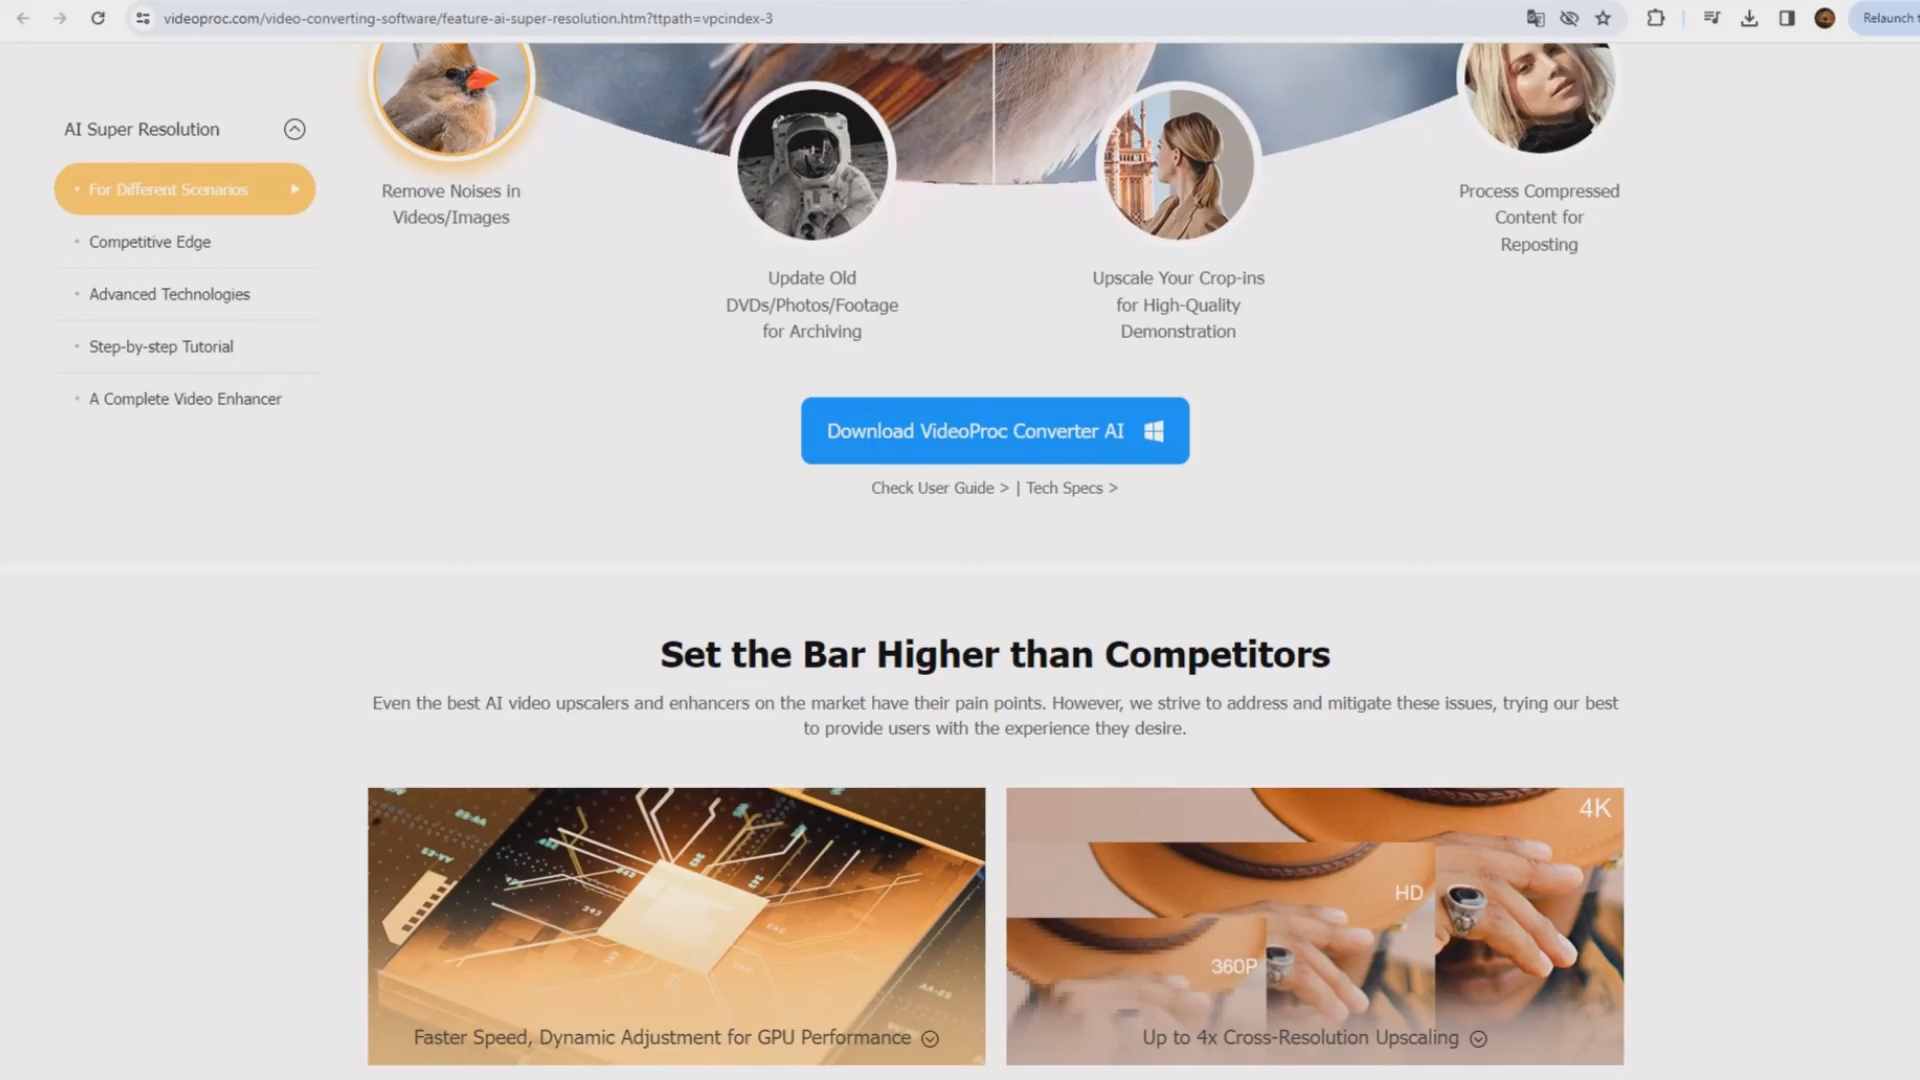 videoproc.com/video-converting-software/feature-ai-super-resolution.htm?ttpath=vpcindex-3
Relaunch t
AI Super Resolution
For Different Scenarios
Competitive Edge
Advanced Technologies
Step-by-step Tutorial
A Complete Video Enhancer
Remove Noises in
Videos/Images
Update Old
DVDs/Photos/Footage
for Archiving
Upscale Your Crop-ins
for High-Quality
Demonstration
Process Compressed
Content for
Reposting
Download VideoProc Converter AI
Check User Guide > | Tech Specs >
Set the Bar Higher than Competitors
Even the best AI video upscalers and enhancers on the market have their pain points. However, we strive to address and mitigate these issues, trying our best
to provide users with the experience they desire.
Faster Speed, Dynamic Adjustment for GPU Performance
4K
HD
360P
Up to 4x Cross-Resolution Upscaling